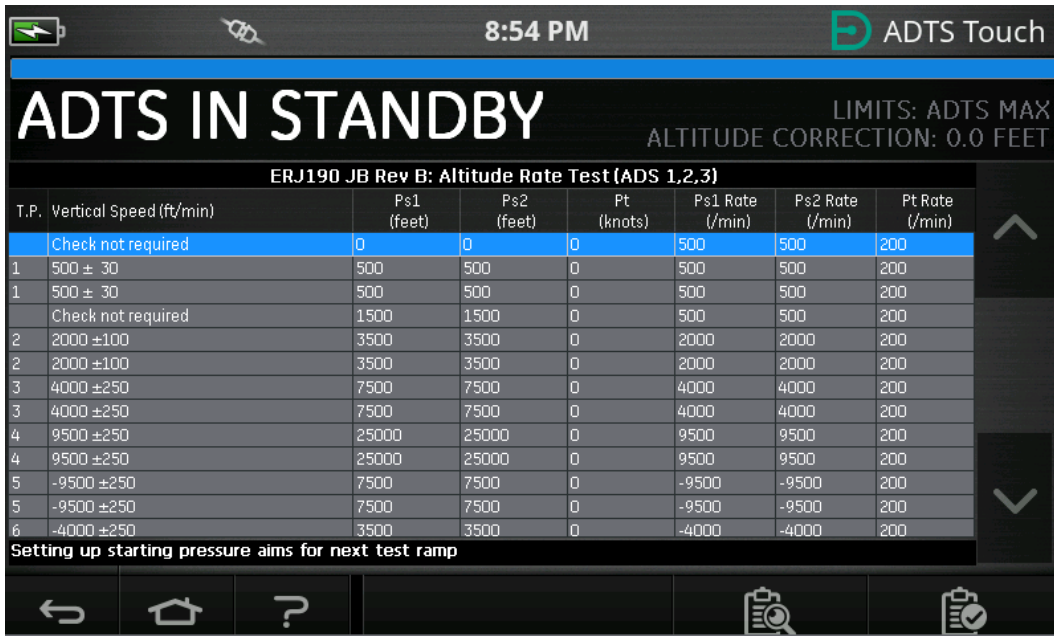 8:54 PM
ADTS Touch
ADTS IN STANDBY
LIMITS: ADTS MAX
ALTITUDE CORRECTION: 0.0 FEET
ERJ190 JB Rev B: Altitude Rate Test (ADS 1,2,3)
T.P. Vertical Speed (ft/min) Ps1 (feet) Ps2 (feet) Pt (knots) Ps1 Rate (/min) Ps2 Rate (/min) Pt Rate (/min)
Check not required 0 0 0 500 500 200
1 500 ± 30 500 500 0 500 500 200
1 500 ± 30 500 500 0 500 500 200
Check not required 1500 1500 0 500 500 200
2 2000 ±100 3500 3500 0 2000 2000 200
2 2000 ±100 3500 3500 0 2000 2000 200
3 4000 ±250 7500 7500 0 4000 4000 200
3 4000 ±250 7500 7500 0 4000 4000 200
4 9500 ±250 25000 25000 0 9500 9500 200
4 9500 ±250 25000 25000 0 9500 9500 200
5 -9500 ±250 7500 7500 0 -9500 -9500 200
5 -9500 ±250 7500 7500 0 -9500 -9500 200
6 -4000 ±250 3500 3500 0 -4000 -4000 200
Setting up starting pressure aims for next test ramp